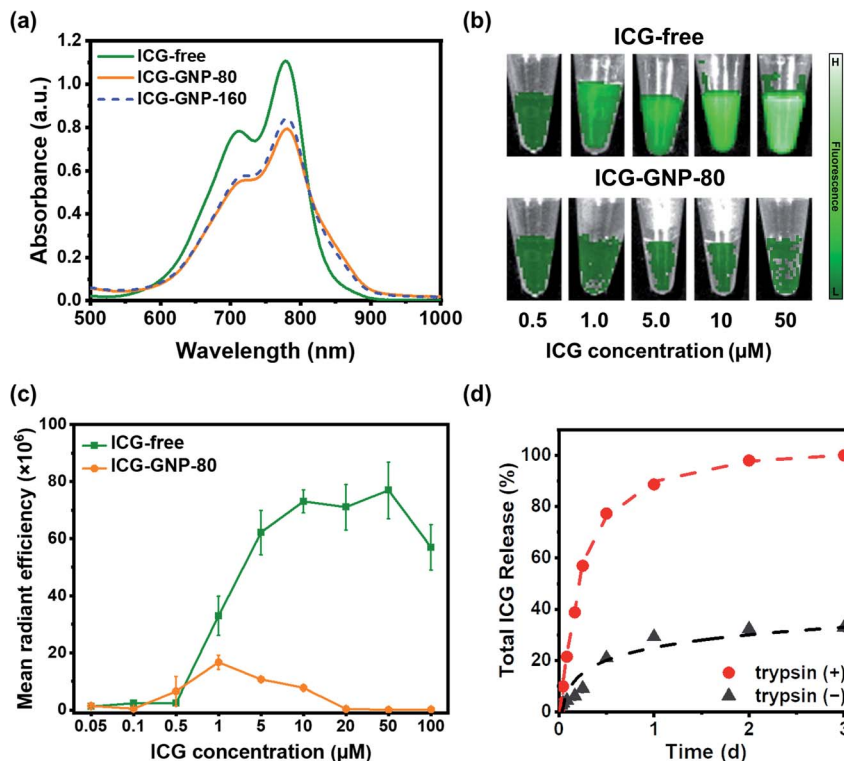 (a)
1.2
1.0
0.8
0.6
0.4
0.2
0.0
Absorbance (a.u.)
ICG-free
ICG-GNP-80
ICG-GNP-160
500 600 700 800 900 1000
Wavelength (nm)
(b)
ICG-free
ICG-GNP-80
0.5 1.0 5.0 10 50
ICG concentration (µM)
H
Fluorescence
L
(c)
100
80
60
40
20
0
Mean radiant efficiency (×10⁶)
ICG-free
ICG-GNP-80
0.05 0.1 0.5 1 5 10 20 50 100
ICG concentration (µM)
(d)
100
80
60
40
20
0
Total ICG Release (%)
trypsin (+)
trypsin (−)
0 1 2 3
Time (d)